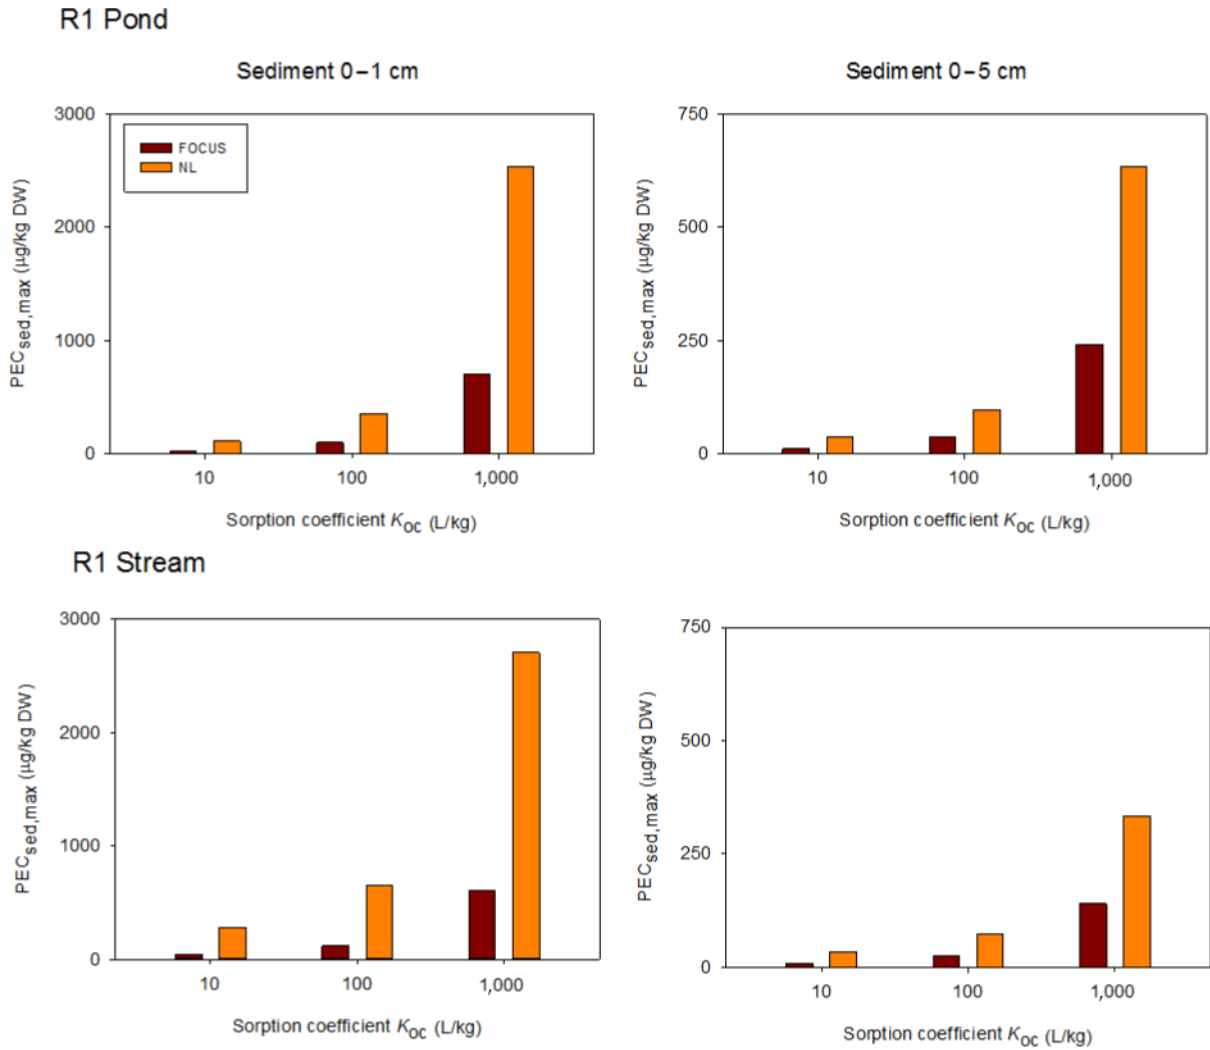 R1 Pond
Sediment 0–1 cm
3000
2000
1000
0
FOCUS
NL
PECsed,max (µg/kg DW)
10 100 1,000
Sorption coefficient KOC (L/kg)
Sediment 0–5 cm
750
500
250
0
PECsed,max (µg/kg DW)
10 100 1,000
Sorption coefficient KOC (L/kg)
R1 Stream
3000
2000
1000
0
PECsed,max (µg/kg DW)
10 100 1,000
Sorption coefficient KOC (L/kg)
750
500
250
0
PECsed,max (µg/kg DW)
10 100 1,000
Sorption coefficient KOC (L/kg)